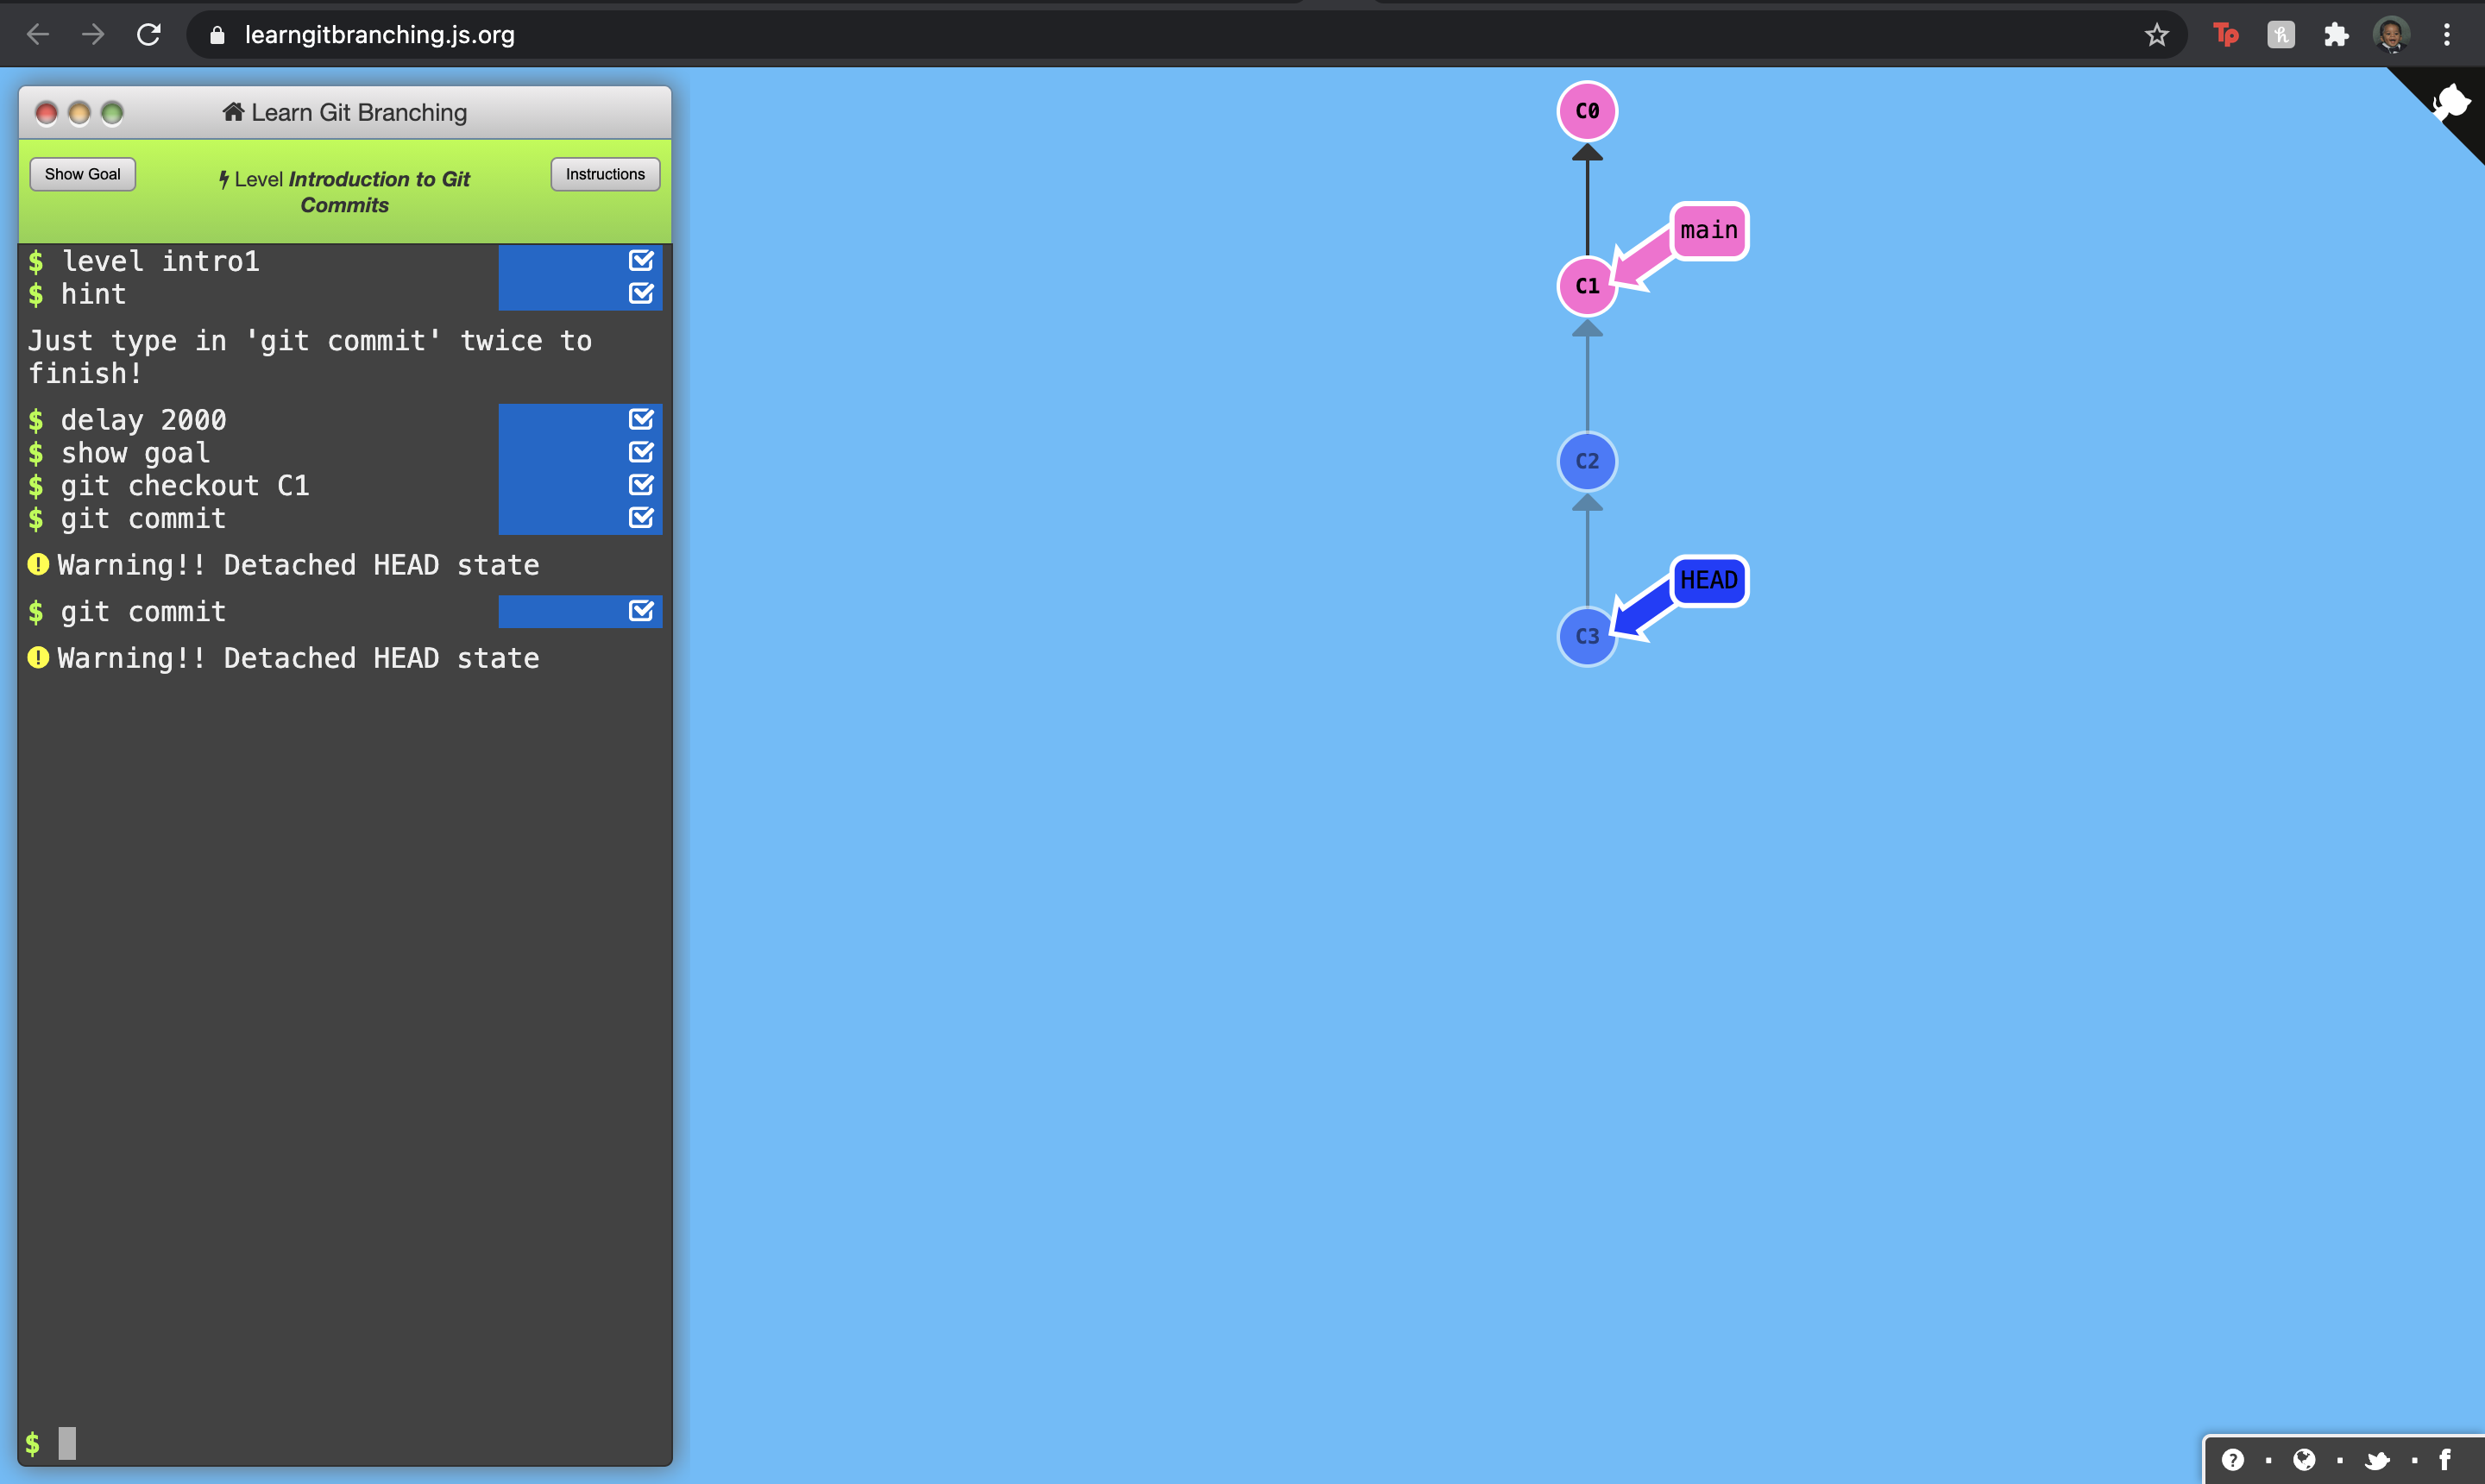 learngitbranching.js.org
Tp
h
Learn Git Branching
Show Goal
Level Introduction to Git
Commits
Instructions
$ level intro1
$ hint
Just type in 'git commit' twice to
finish!
$ delay 2000
$ show goal
$ git checkout C1
$ git commit
Warning!! Detached HEAD state
$ git commit
Warning!! Detached HEAD state
$
C0
main
C1
C2
HEAD
C3